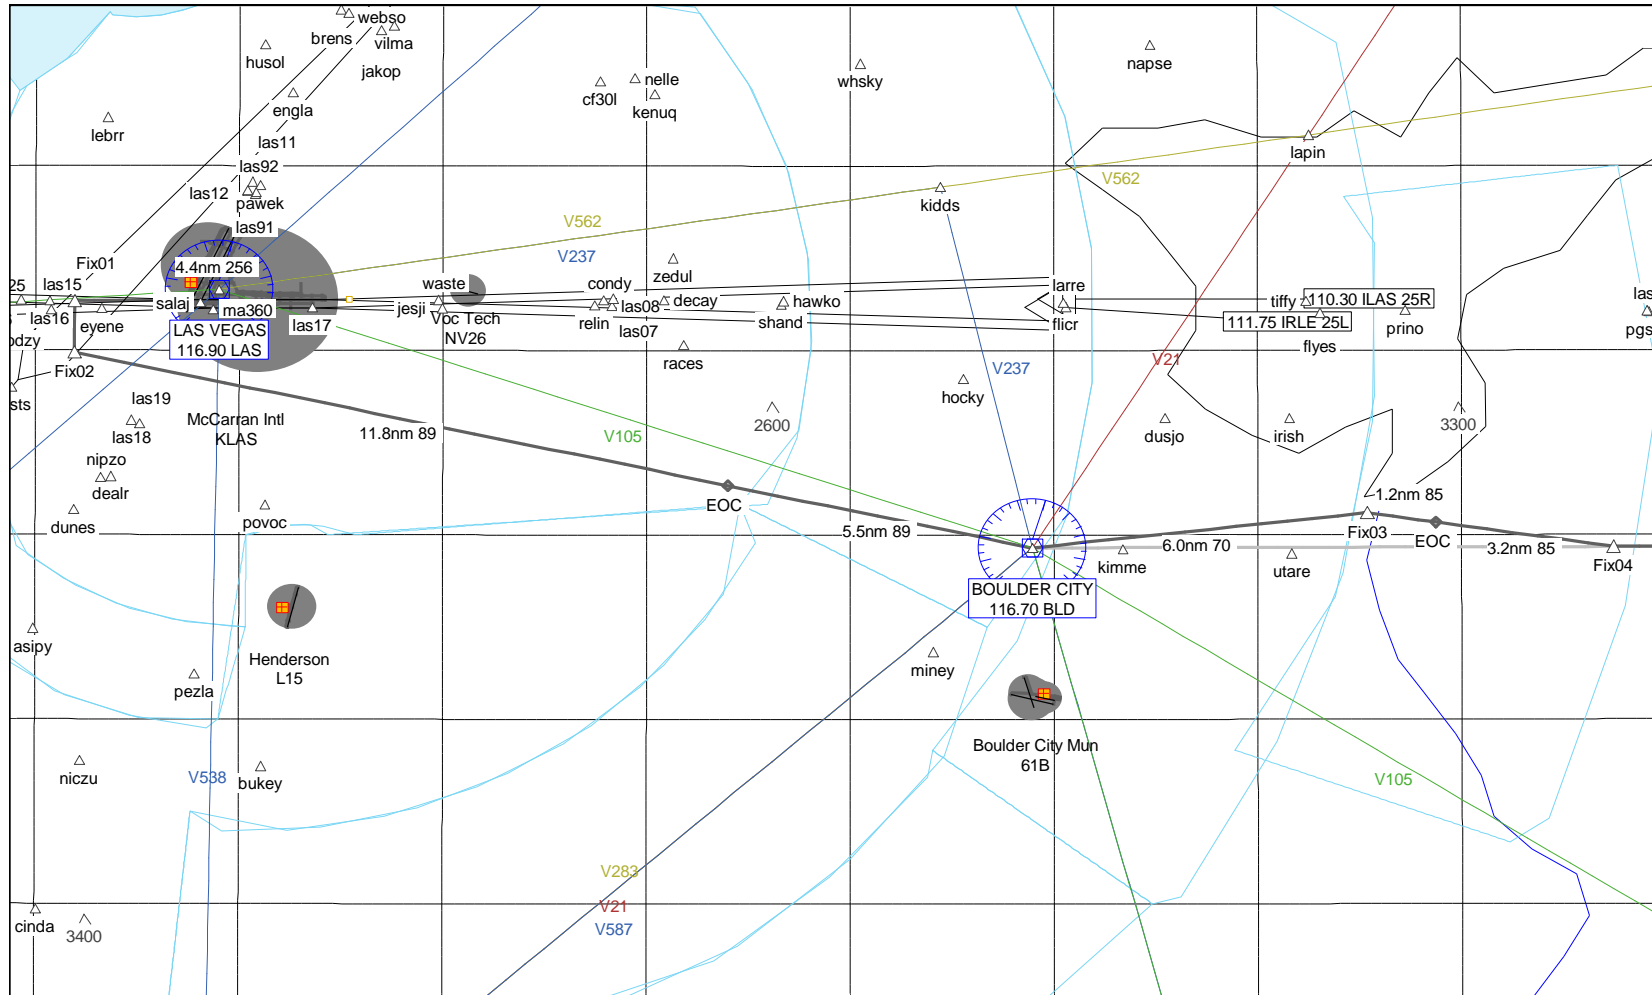 webso
brens
vilma
husol
jakop
napse
nelle
whsky
cf30l
kenuq
engla
lebrr
las11
lapin
las92
V562
las12
pawek
kidds
V562
las91
V237
Fix01
4.4nm 256
zedul
25
las15
waste
condy
larre
salaj
las16
ma360
jesji
las08
decay
hawko
tiffy
110.30 ILAS 25R
las
eyene
las17
Voc Tech
NV26
relin
las07
shand
flicr
111.75 IRLE 25L
prino
pgs
LAS VEGAS
116.90 LAS
odzy
Fix02
races
flyes
V21
V237
sts
las19
hocky
McCarran Intl
KLAS
11.8nm 89
2600
las18
V105
dusjo
irish
3300
nipzo
dealr
1.2nm 85
dunes
povoc
EOC
5.5nm 89
Fix03
EOC
6.0nm 70
3.2nm 85
kimme
utare
Fix04
BOULDER CITY
116.70 BLD
asipy
Henderson
L15
miney
pezla
Boulder City Mun
61B
niczu
V538
bukey
V105
V283
V21
V587
cinda
3400